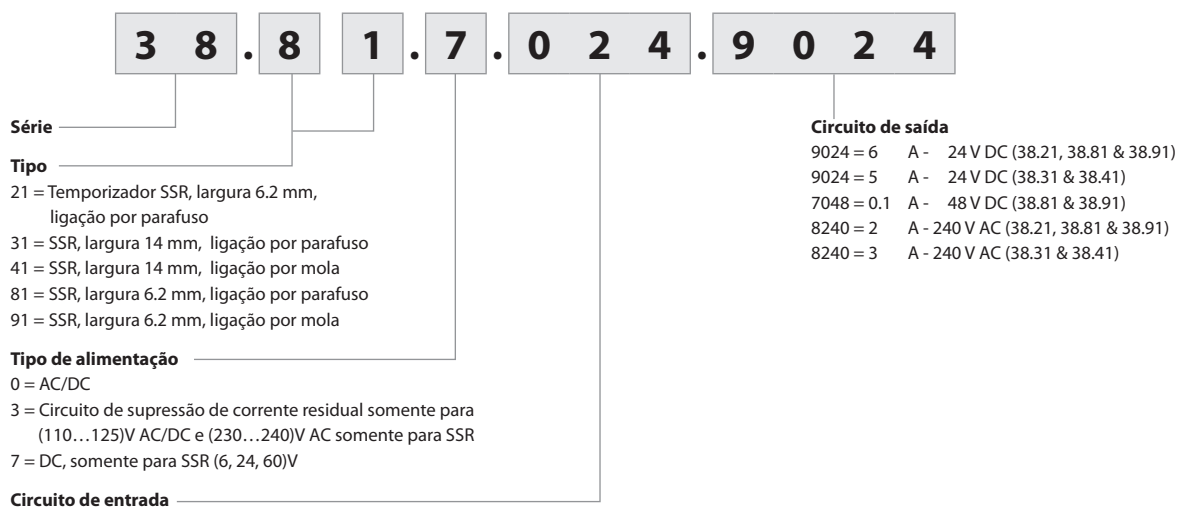 3 8 . 8 1 . 7 . 0 2 4 . 9 0 2 4
Série
Tipo
21 = Temporizador SSR, largura 6.2 mm,
ligação por parafuso
31 = SSR, largura 14 mm, ligação por parafuso
41 = SSR, largura 14 mm, ligação por mola
81 = SSR, largura 6.2 mm, ligação por parafuso
91 = SSR, largura 6.2 mm, ligação por mola
Tipo de alimentação
0 = AC/DC
3 = Circuito de supressão de corrente residual somente para
(110…125)V AC/DC e (230…240)V AC somente para SSR
7 = DC, somente para SSR (6, 24, 60)V
Circuito de entrada
Circuito de saída
9024 = 6 A - 24 V DC (38.21, 38.81 & 38.91)
9024 = 5 A - 24 V DC (38.31 & 38.41)
7048 = 0.1 A - 48 V DC (38.81 & 38.91)
8240 = 2 A - 240 V AC (38.21, 38.81 & 38.91)
8240 = 3 A - 240 V AC (38.31 & 38.41)